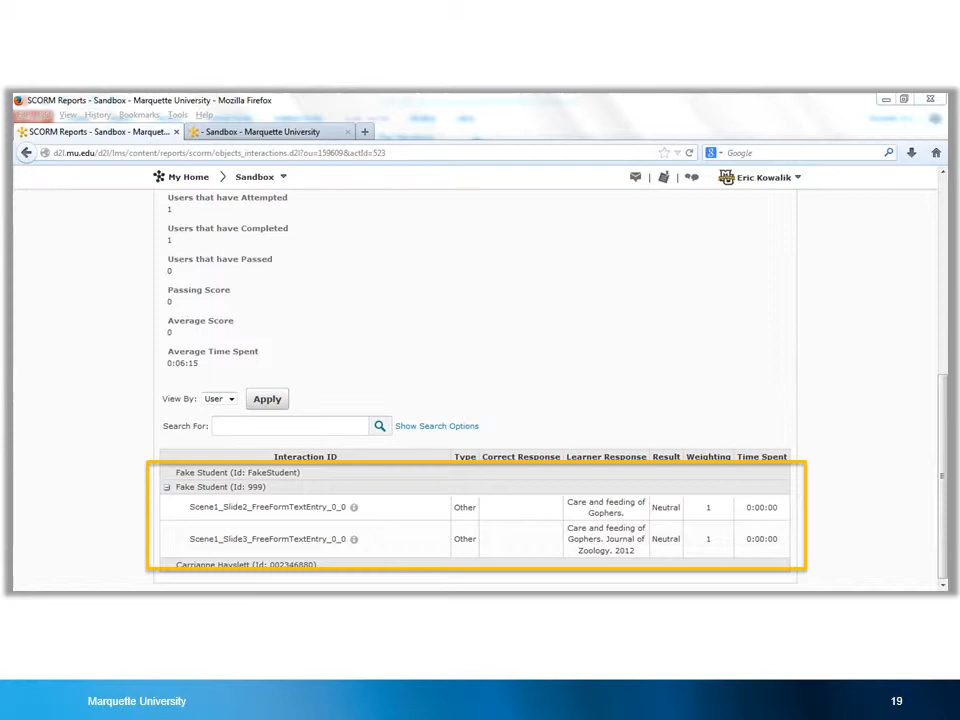 SCORM Reports - Sandbox - Marquette University - Mozilla Firefox
View History Bookmarks Tools Help
SCORM Reports - Sandbox - Marquet... × - Sandbox - Marquette University × +
d2l.mu.edu/d2l/lms/content/reports/scorm/objects_interactions.d2l?ou=159609&actId=523 Google
My Home Sandbox Eric Kowalik
Users that have Attempted
1
Users that have Completed
1
Users that have Passed
0
Passing Score
0
Average Score
0
Average Time Spent
0:06:15
View By: User Apply
Search For: Show Search Options
Interaction ID Type Correct Response Learner Response Result Weighting Time Spent
Fake Student (Id: FakeStudent)
Fake Student (Id: 999)
Scene1_Slide2_FreeFormTextEntry_0_0 Other Care and feeding of Gophers. Neutral 1 0:00:00
Scene1_Slide3_FreeFormTextEntry_0_0 Other Care and feeding of Gophers. Journal of Zoology. 2012 Neutral 1 0:00:00
Carrianne Hayslett (Id: 002346880)
Marquette University 19